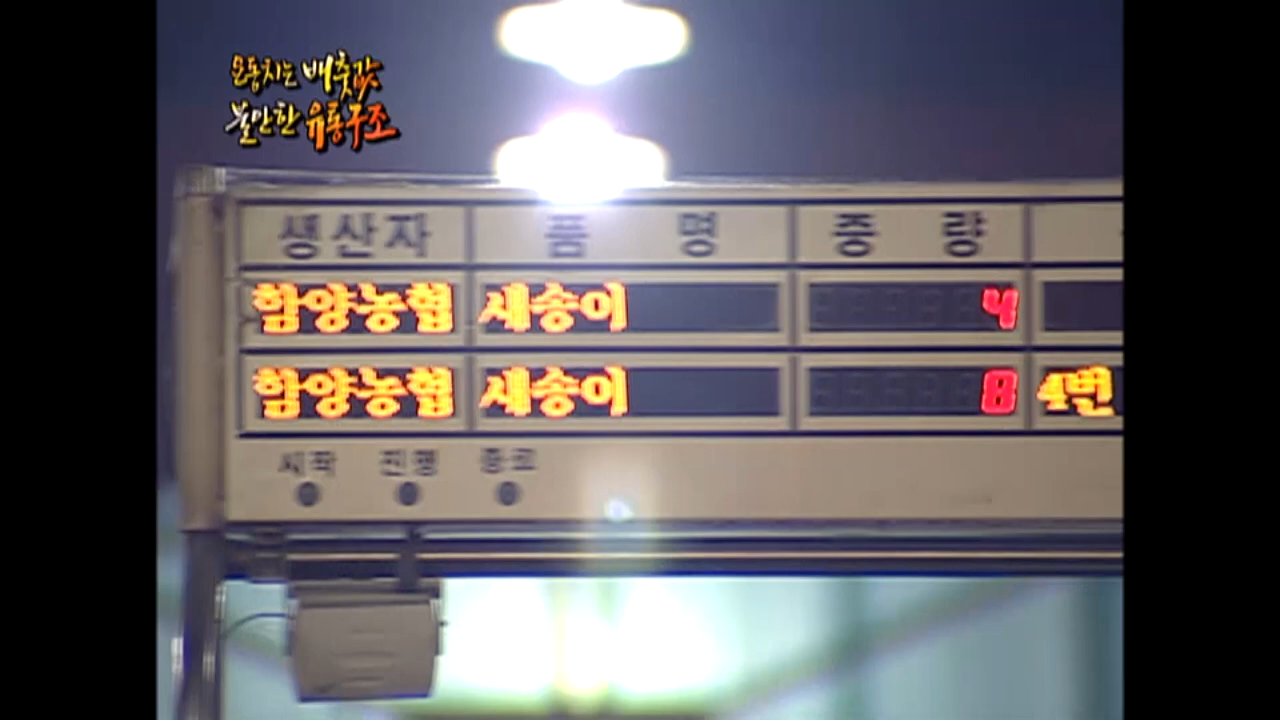 요동치는 배춧값
불안한 유통구조
생산자 품 명 중 량
함양농협 새송이 4
함양농협 새송이 8 4번
시작 진행 종료